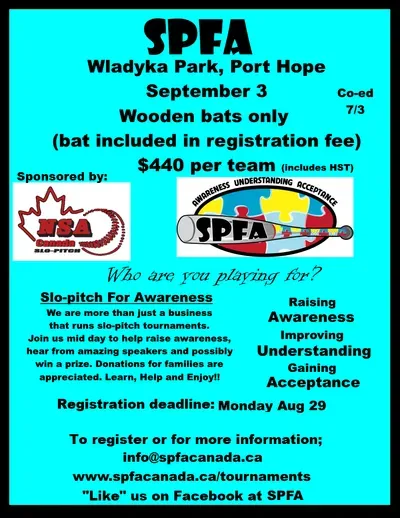 SPFA
Wladyka Park, Port Hope
September 3
Co-ed
7/3
Wooden bats only
(bat included in registration fee)
$440 per team (includes HST)
Sponsored by:
NSA
Canada
SLO-PITCH
AWARENESS UNDERSTANDING ACCEPTANCE
SPFA
Who are you playing for?
Slo-pitch For Awareness
We are more than just a business
that runs slo-pitch tournaments.
Join us mid day to help raise awareness,
hear from amazing speakers and possibly
win a prize. Donations for families are
appreciated. Learn, Help and Enjoy!!
Raising
Awareness
Improving
Understanding
Gaining
Acceptance
Registration deadline: Monday Aug 29
To register or for more information;
info@spfacanada.ca
www.spfacanada.ca/tournaments
"Like" us on Facebook at SPFA